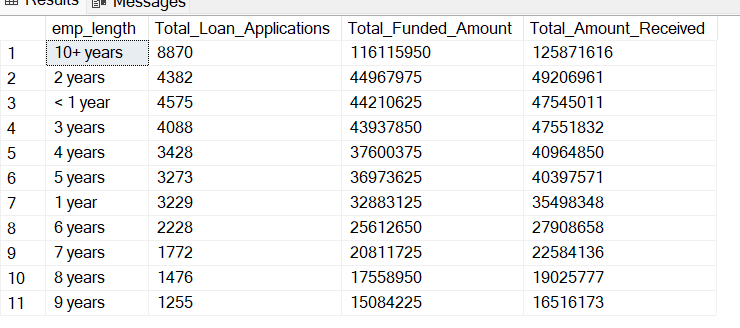 Results Messages
emp_length Total_Loan_Applications Total_Funded_Amount Total_Amount_Received
1 10+ years 8870 116115950 125871616
2 2 years 4382 44967975 49206961
3 < 1 year 4575 44210625 47545011
4 3 years 4088 43937850 47551832
5 4 years 3428 37600375 40964850
6 5 years 3273 36973625 40397571
7 1 year 3229 32883125 35498348
8 6 years 2228 25612650 27908658
9 7 years 1772 20811725 22584136
10 8 years 1476 17558950 19025777
11 9 years 1255 15084225 16516173